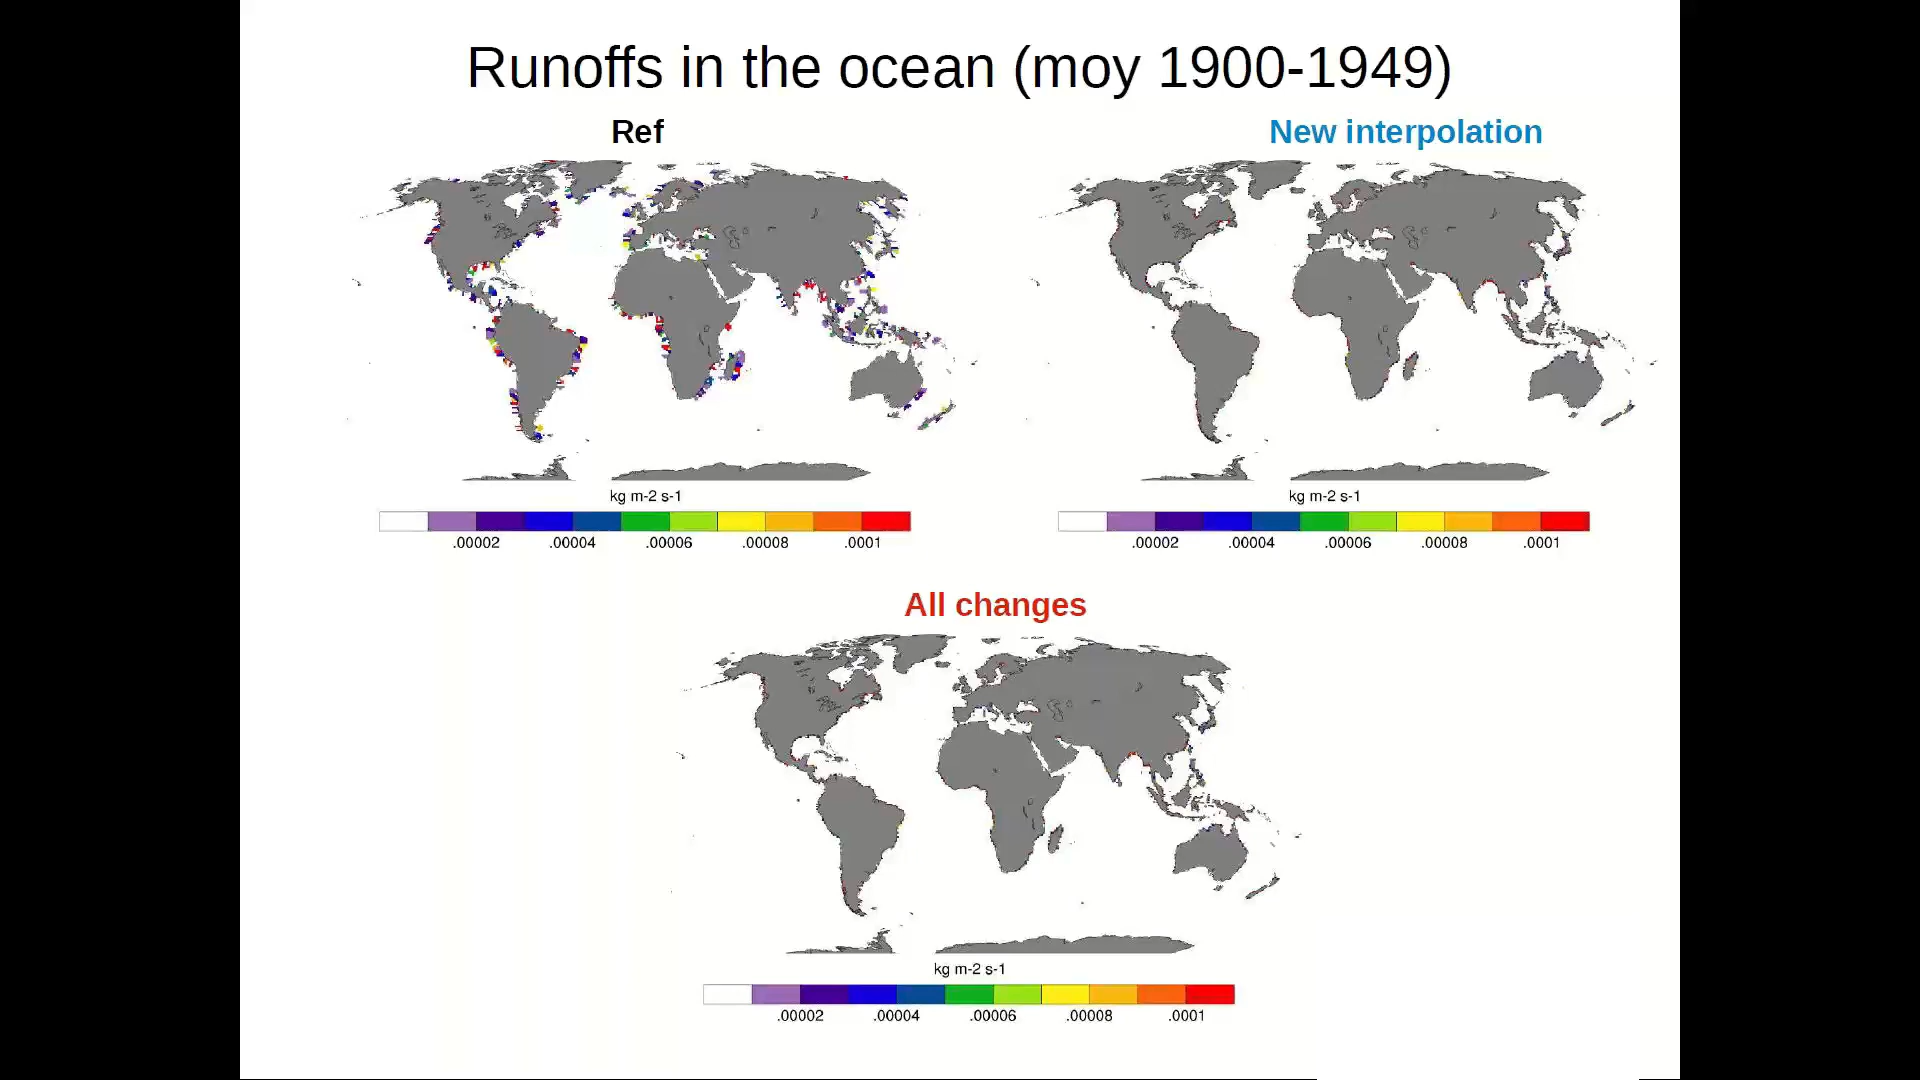 Runoffs in the ocean (moy 1900-1949)
Ref
New interpolation
kg m-2 s-1
.00002 .00004 .00006 .00008 .0001
kg m-2 s-1
.00002 .00004 .00006 .00008 .0001
All changes
kg m-2 s-1
.00002 .00004 .00006 .00008 .0001